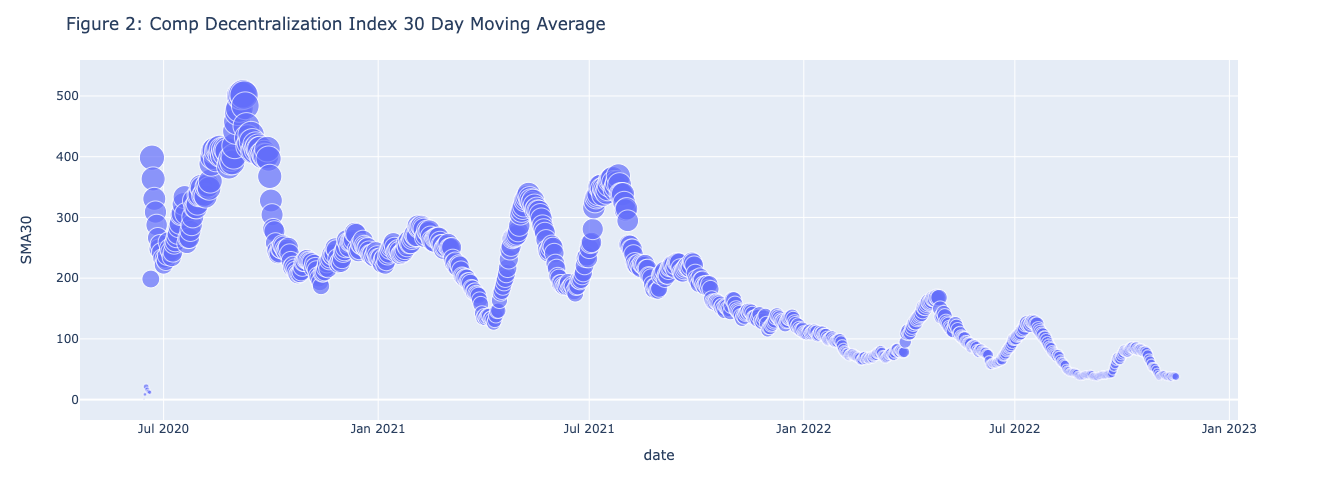 Figure 2: Comp Decentralization Index 30 Day Moving Average
500
400
300
200
100
0
SMA30
Jul 2020 Jan 2021 Jul 2021 Jan 2022 Jul 2022 Jan 2023
date